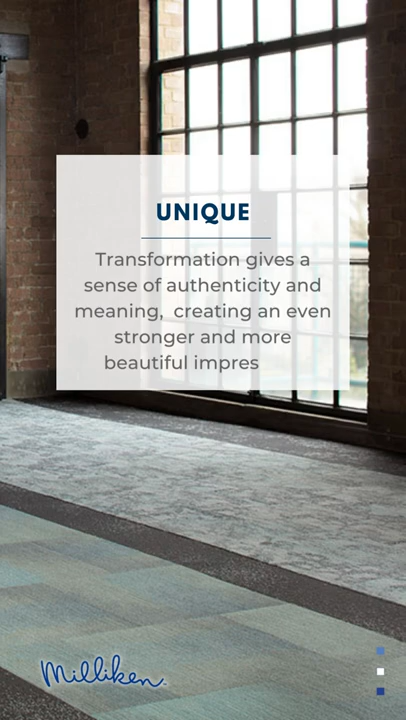 UNIQUE
Transformation gives a
sense of authenticity and
meaning, creating an even
stronger and more
beautiful impres
Milliken